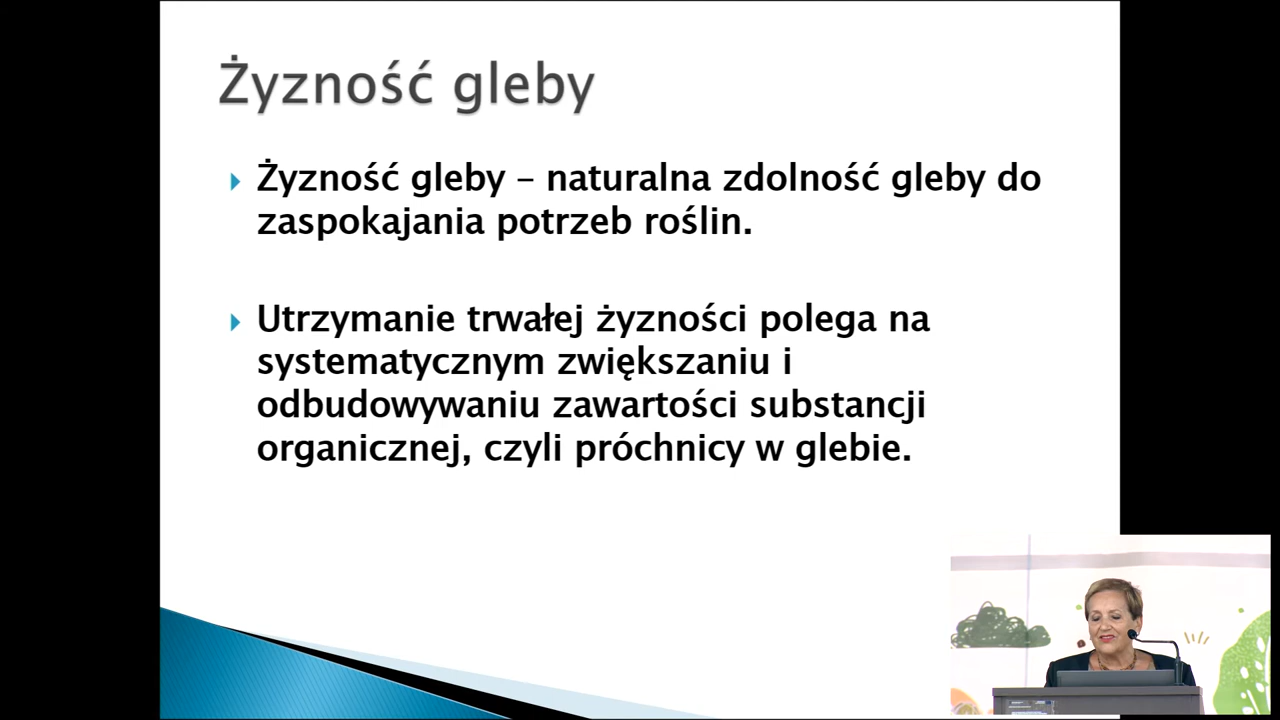 Żyzność gleby
Żyzność gleby – naturalna zdolność gleby do
zaspokajania potrzeb roślin.
Utrzymanie trwałej żyzności polega na
systematycznym zwiększaniu i
odbudowywaniu zawartości substancji
organicznej, czyli próchnicy w glebie.